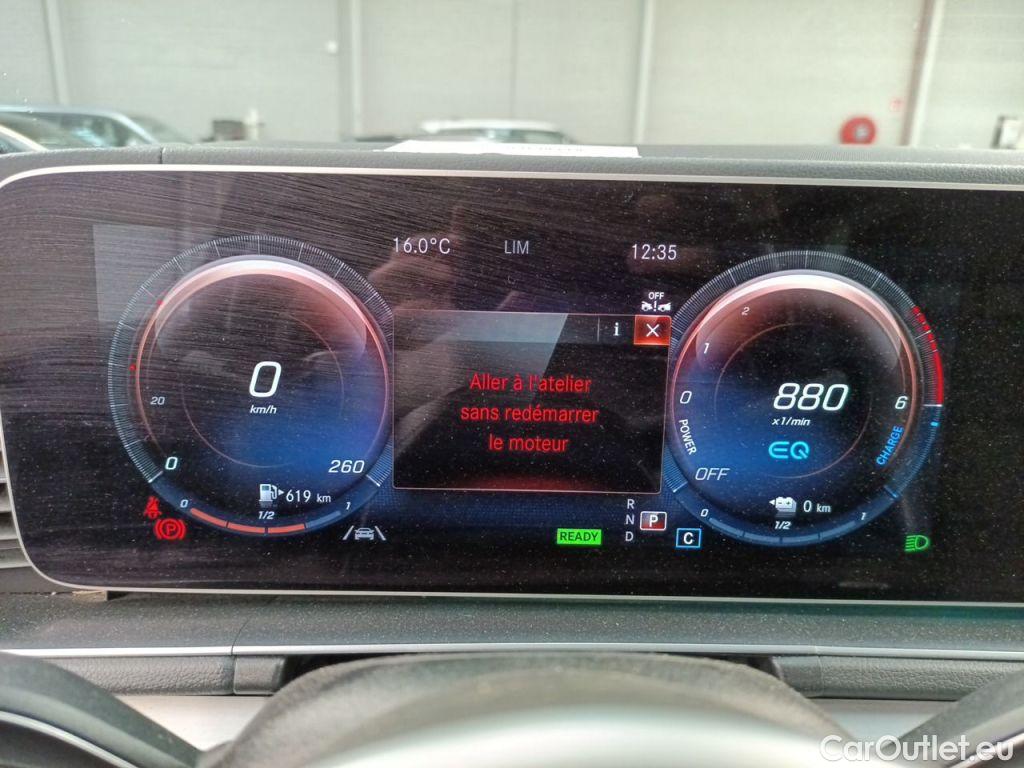 16.0°C LIM 12:35
OFF
i
Aller à l'atelier
sans redémarrer
le moteur
0
km/h
20
0
260
619 km
0 1/2 1
P
READY
R
N P
D
C
2
1
0
880
x1/min
6
EQ
POWER
CHARGE
OFF
0 km
0 1/2 1
CarOutlet.eu